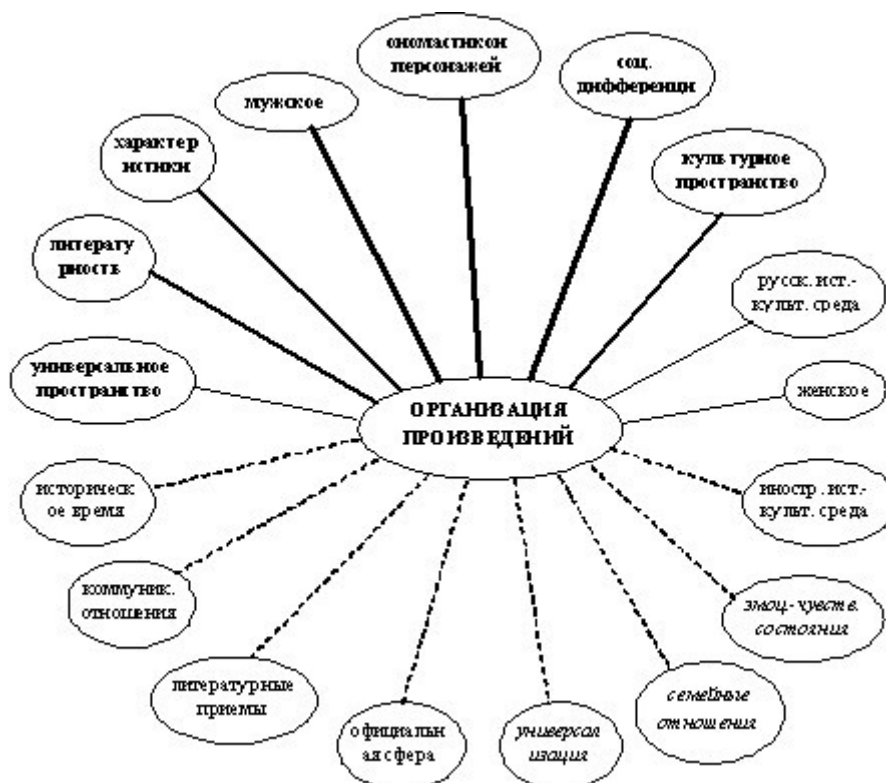 ономастикон
персонажей
соц.
дифференци
мужское
характер
истики
культурное
пространство
литерату
рность
русск. ист.-
культ. среда
универсальное
пространство
женское
ОРГАНИЗАЦИЯ
ПРОИЗВЕДЕНИЙ
историческ
ое время
иностр. ист.-
культ. среда
коммуник.
отношения
эмоц.-чувств.
состояния
литературные
приемы
семейные
отношения
официальн
ая сфера
универсал
изация